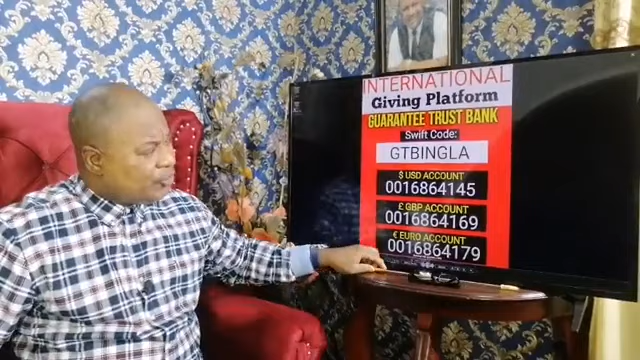 INTERNATIONAL
Giving Platform
GUARANTEE TRUST BANK
Swift Code:
GTBINGLA
$ USD ACCOUNT
0016864145
£ GBP ACCOUNT
0016864169
€ EURO ACCOUNT
0016864179